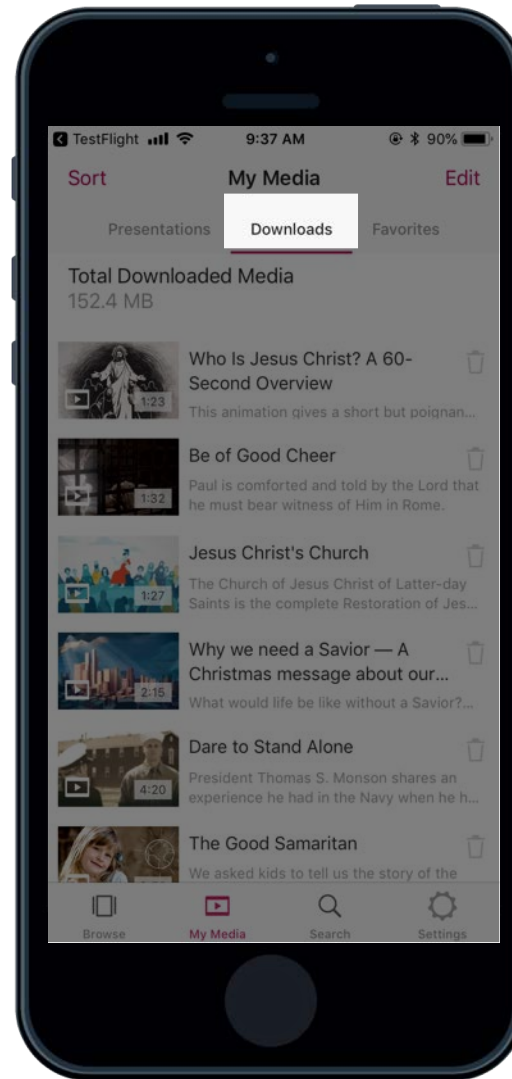 TestFlight 9:37 AM 90%
Sort My Media Edit
Presentations Downloads Favorites
Total Downloaded Media
152.4 MB
Who Is Jesus Christ? A 60-
Second Overview
1:23
This animation gives a short but poignan...
Be of Good Cheer
Paul is comforted and told by the Lord that
1:32
he must bear witness of Him in Rome.
Jesus Christ's Church
The Church of Jesus Christ of Latter-day
1:27
Saints is the complete Restoration of Jes...
Why we need a Savior — A
Christmas message about our...
2:15
What would life be like without a Savior?...
Dare to Stand Alone
President Thomas S. Monson shares an
4:20
experience he had in the Navy when he h...
The Good Samaritan
We asked kids to tell us the story of the
Browse My Media Search Settings